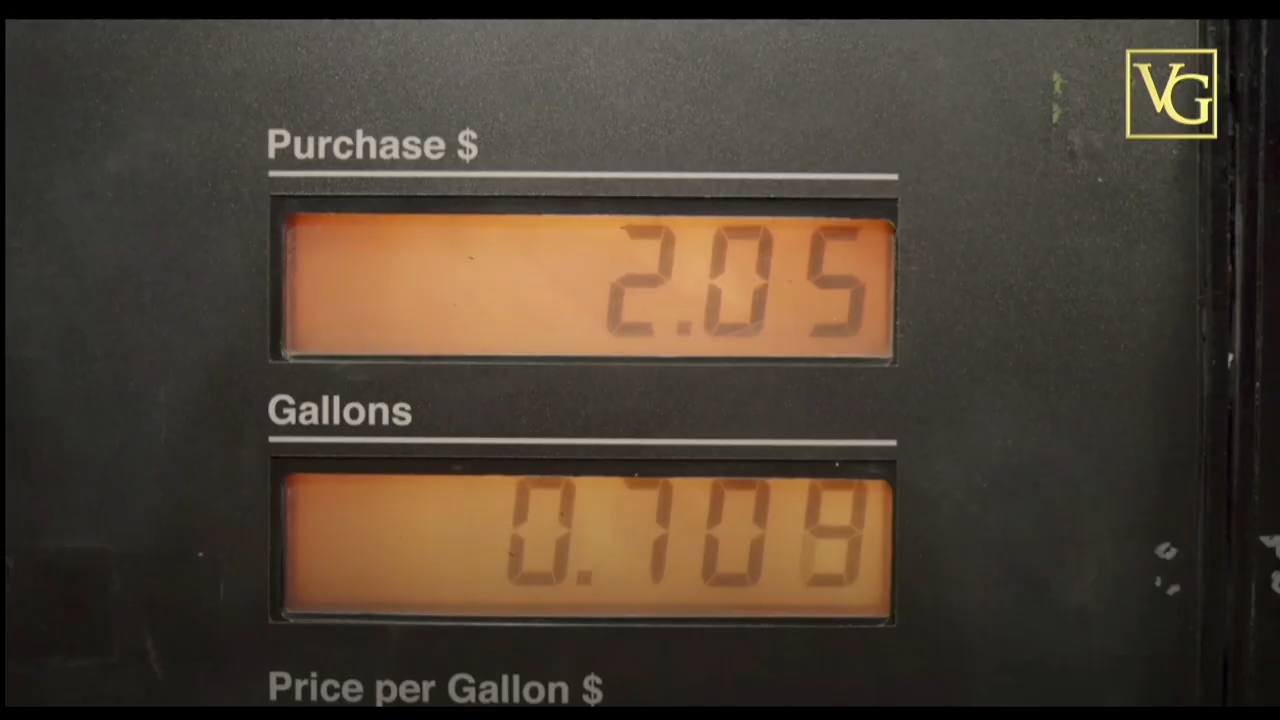 VG
Purchase $
2.05
Gallons
0.709
Price per Gallon $